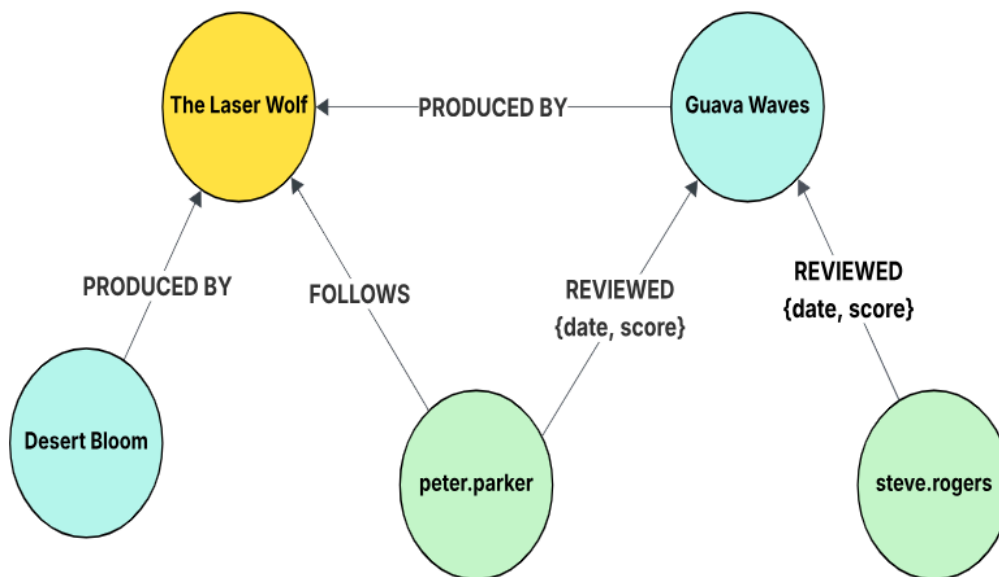 The Laser Wolf
PRODUCED BY
Guava Waves
PRODUCED BY
FOLLOWS
REVIEWED
{date, score}
REVIEWED
{date, score}
Desert Bloom
peter.parker
steve.rogers